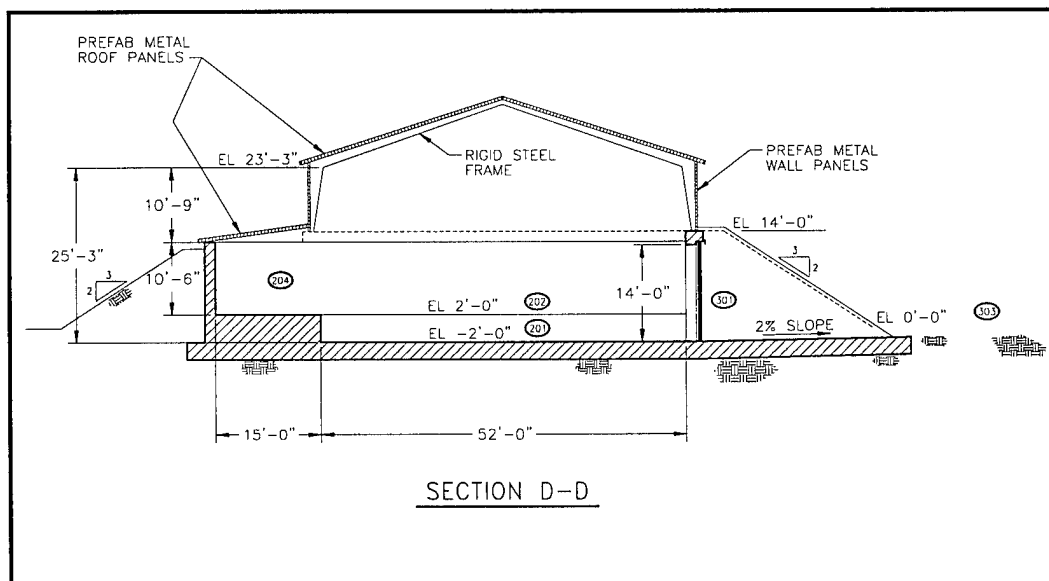 PREFAB METAL
ROOF PANELS
EL 23'-3"
RIGID STEEL
FRAME
PREFAB METAL
WALL PANELS
10'-9"
EL 14'-0"
25'-3"
10'-6"
3
2
204
14'-0"
3
2
301
EL 2'-0"
202
EL 0'-0"
303
EL -2'-0"
201
2% SLOPE
15'-0"
52'-0"
SECTION D-D